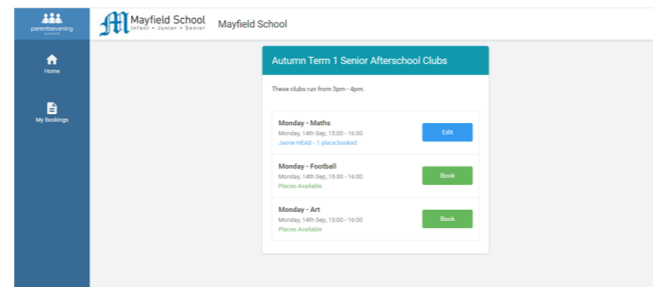 parentsevening
Mayfield School
Infant • Junior • Senior
Mayfield School
Home
My Bookings
Autumn Term 1 Senior Afterschool Clubs
These clubs run from 3pm - 4pm.
Monday - Maths
Monday, 14th Sep, 15:00 - 16:00
Jamie HEAD - 1 place booked
Edit
Monday - Football
Monday, 14th Sep, 15:00 - 16:00
Places Available
Book
Monday - Art
Monday, 14th Sep, 15:00 - 16:00
Places Available
Book